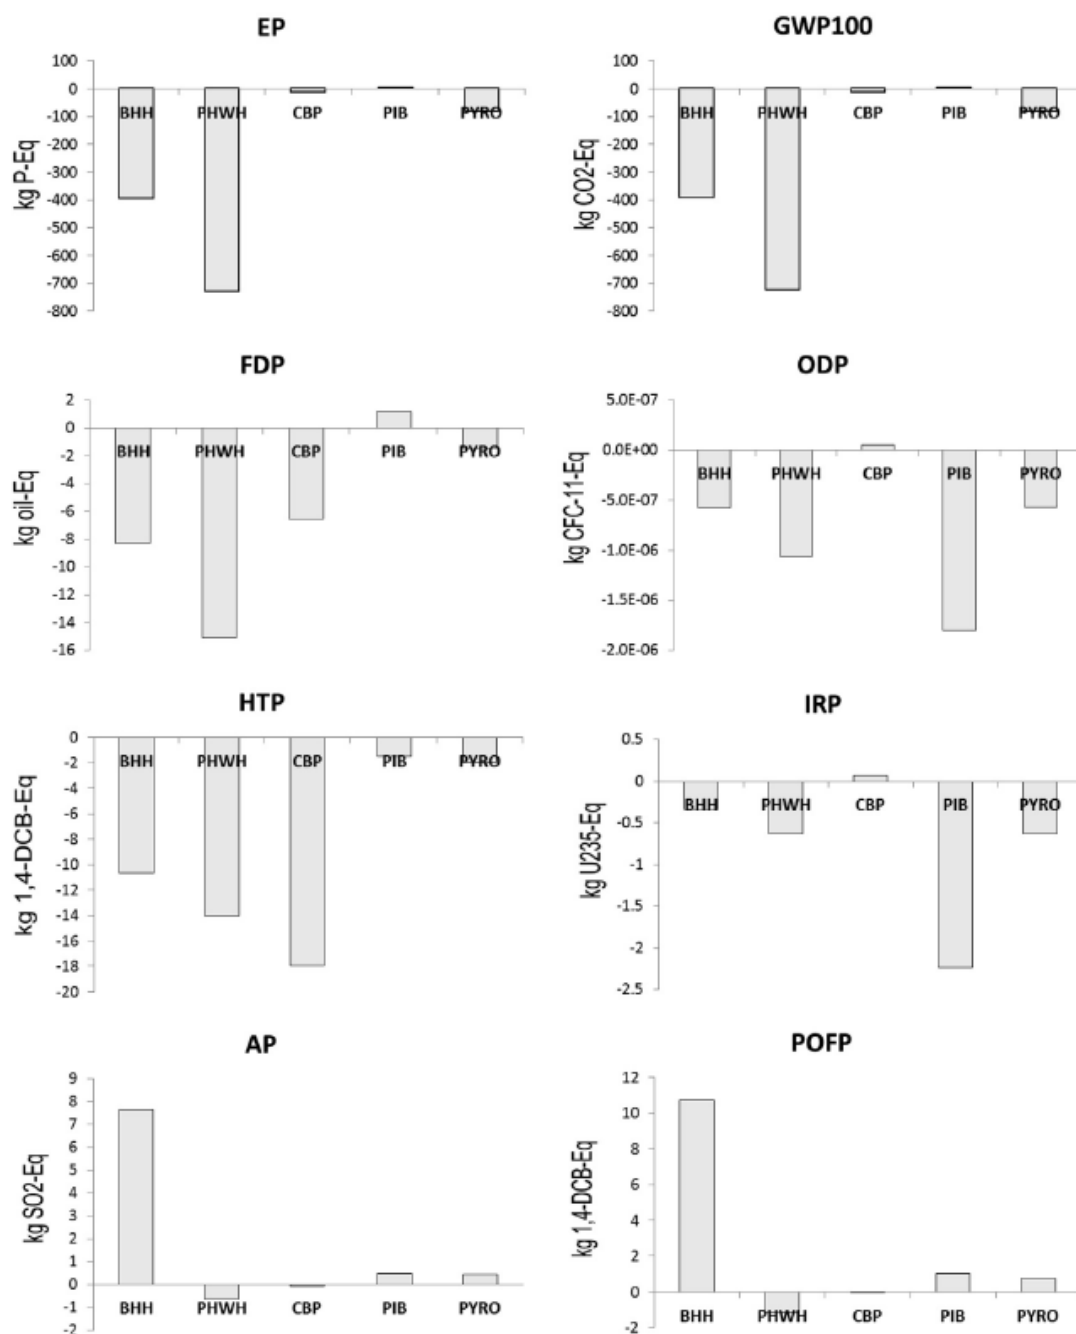 EP
kg P-Eq
100
0
-100
-200
-300
-400
-500
-600
-700
-800
BHH PHWH CBP PIB PYRO
GWP100
kg CO2-Eq
100
0
-100
-200
-300
-400
-500
-600
-700
-800
BHH PHWH CBP PIB PYRO
FDP
kg oil-Eq
2
0
-2
-4
-6
-8
-10
-12
-14
-16
BHH PHWH CBP PIB PYRO
ODP
kg CFC-11-Eq
5.0E-07
0.0E+00
-5.0E-07
-1.0E-06
-1.5E-06
-2.0E-06
BHH PHWH CBP PIB PYRO
HTP
kg 1,4-DCB-Eq
0
-2
-4
-6
-8
-10
-12
-14
-16
-18
-20
BHH PHWH CBP PIB PYRO
IRP
kg U235-Eq
0.5
0
-0.5
-1
-1.5
-2
-2.5
BHH PHWH CBP PIB PYRO
AP
kg SO2-Eq
9
8
7
6
5
4
3
2
1
0
-1
-2
BHH PHWH CBP PIB PYRO
POFP
kg 1,4-DCB-Eq
12
10
8
6
4
2
0
-2
BHH PHWH CBP PIB PYRO